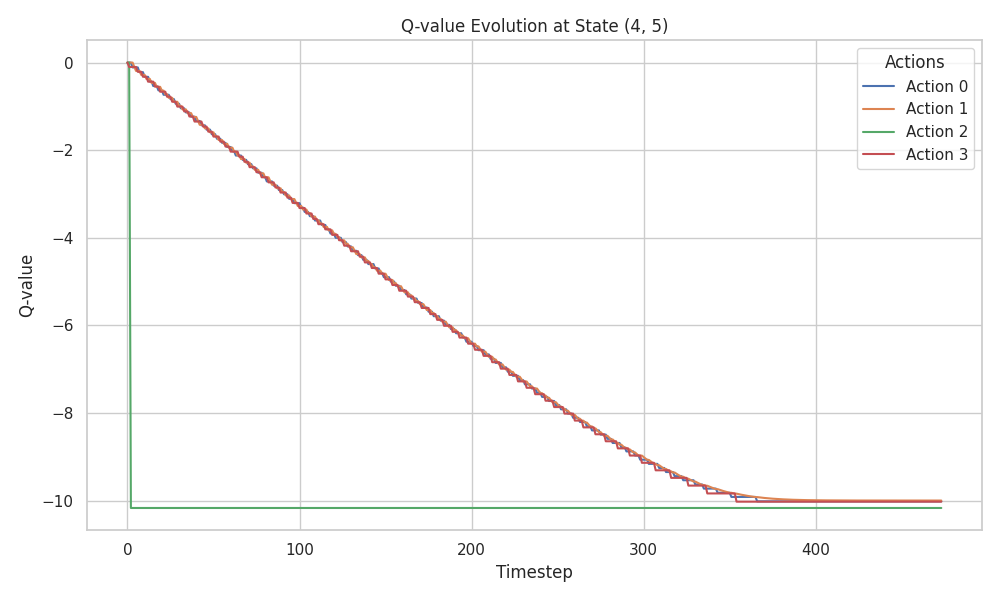 Q-value Evolution at State (4, 5)
Actions
Action 0
Action 1
Action 2
Action 3
Q-value
0
−2
−4
−6
−8
−10
0
100
200
300
400
Timestep